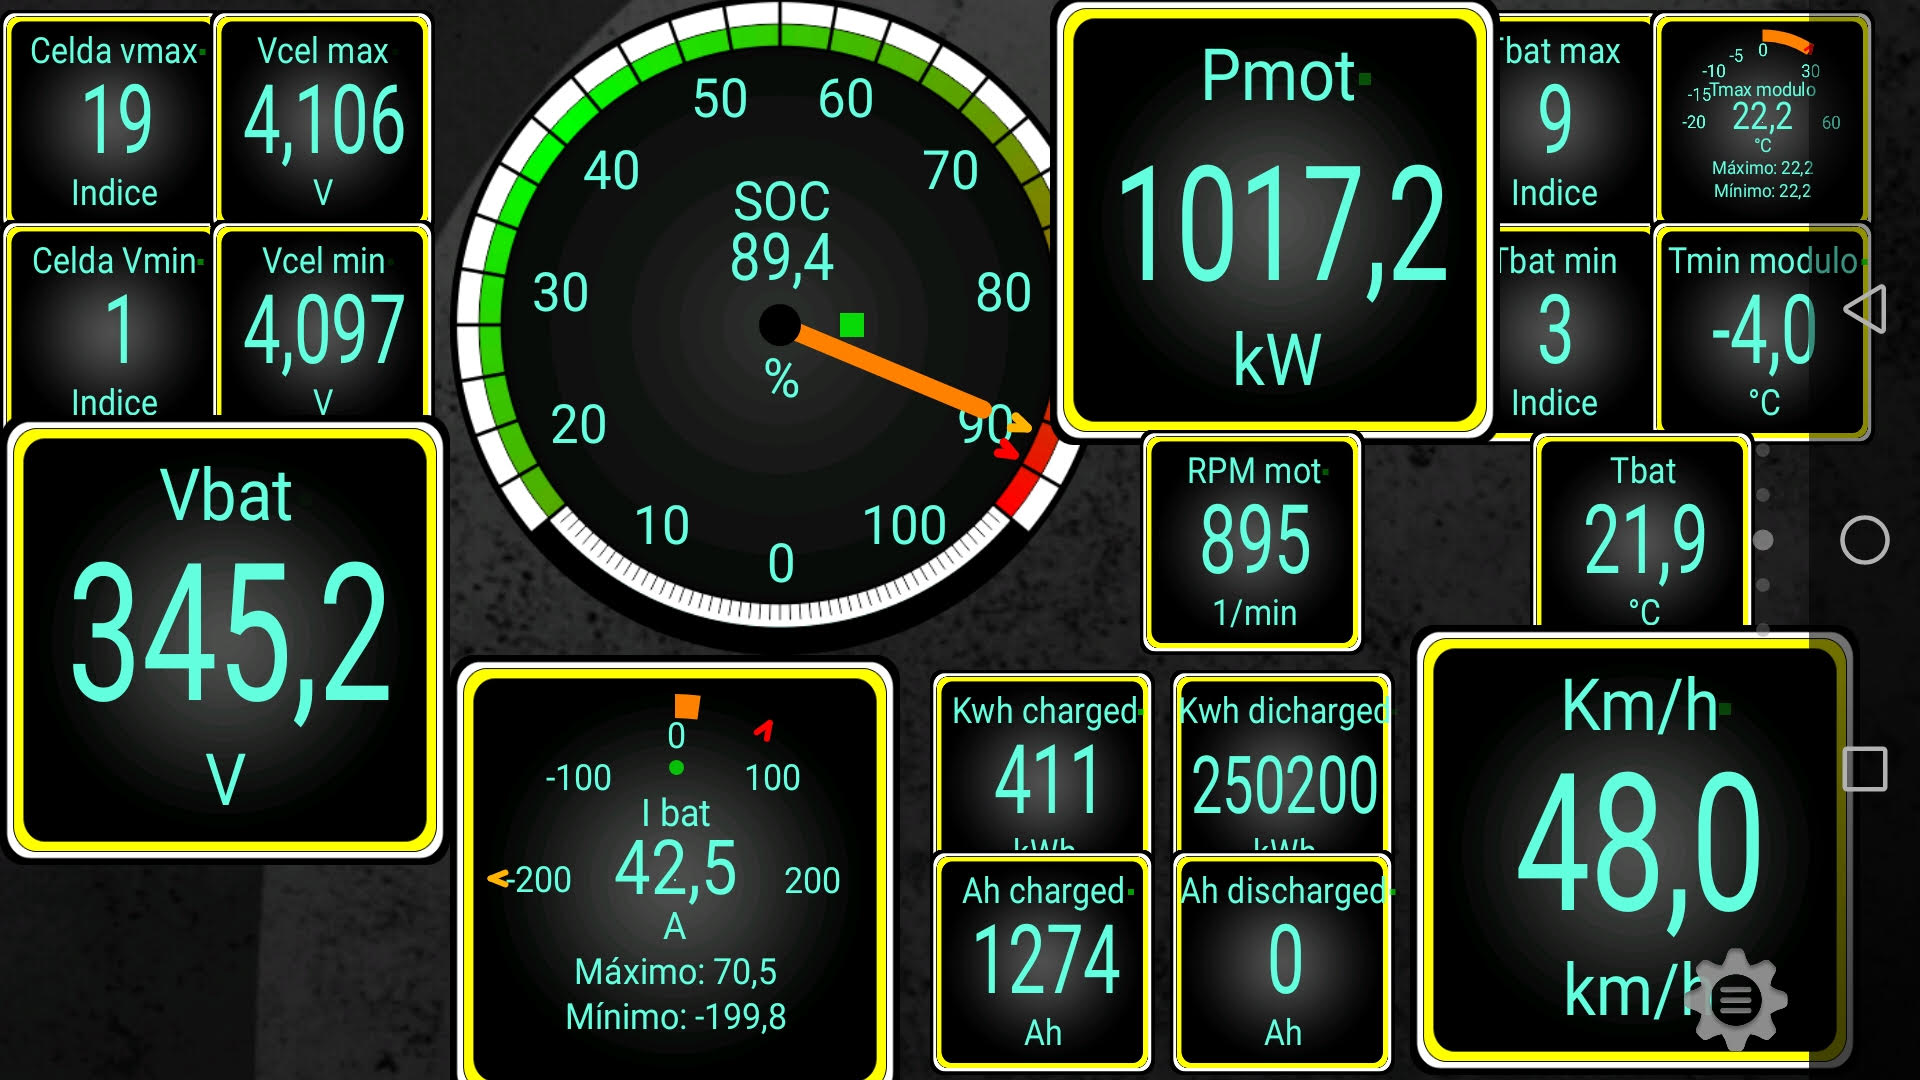 Celda vmax
19
Indice
Vcel max
4,106
V
Celda Vmin
1
Indice
Vcel min
4,097
V
Vbat
345,2
V
0
10
20
30
40
50
60
70
80
90
100
SOC
89,4
%
Pmot
1017,2
kW
Tbat max
9
Indice
-20
-15
-10
-5
0
30
60
Tmax modulo
22,2
°C
Máximo: 22,2
Mínimo: 22,2
Tbat min
3
Indice
Tmin modulo
-4,0
°C
RPM mot
895
1/min
Tbat
21,9
°C
-200
-100
0
100
200
I bat
42,5
A
Máximo: 70,5
Mínimo: -199,8
Kwh charged
411
kWh
Kwh dicharged
250200
kWh
Ah charged
1274
Ah
Ah discharged
0
Ah
Km/h
48,0
km/h